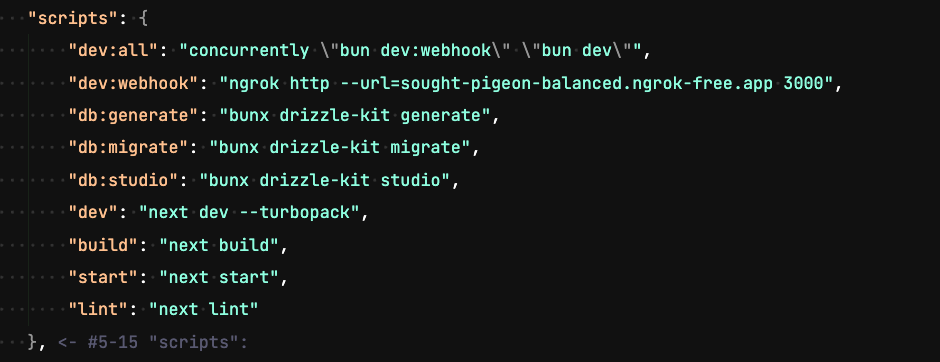 "scripts": {
"dev:all": "concurrently \"bun dev:webhook\" \"bun dev\"",
"dev:webhook": "ngrok http --url=sought-pigeon-balanced.ngrok-free.app 3000",
"db:generate": "bunx drizzle-kit generate",
"db:migrate": "bunx drizzle-kit migrate",
"db:studio": "bunx drizzle-kit studio",
"dev": "next dev --turbopack",
"build": "next build",
"start": "next start",
"lint": "next lint"
}, <- #5-15 "scripts":